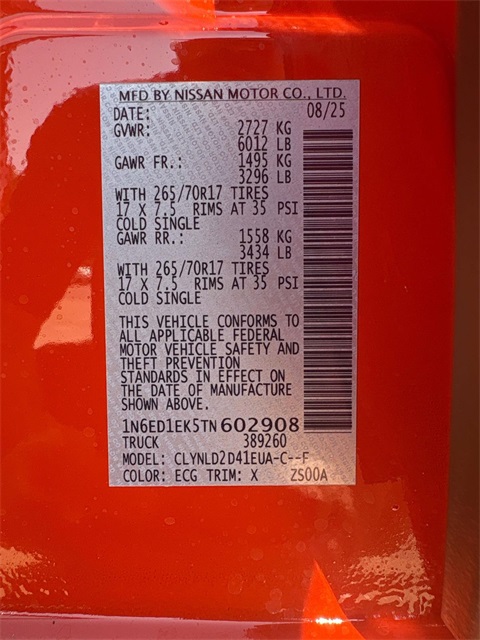 MFD BY NISSAN MOTOR CO., LTD.
DATE: 08/25
GVWR: 2727 KG
6012 LB
GAWR FR.: 1495 KG
3296 LB
WITH 265/70R17 TIRES
17 X 7.5 RIMS AT 35 PSI
COLD SINGLE
GAWR RR.: 1558 KG
3434 LB
WITH 265/70R17 TIRES
17 X 7.5 RIMS AT 35 PSI
COLD SINGLE
THIS VEHICLE CONFORMS TO
ALL APPLICABLE FEDERAL
MOTOR VEHICLE SAFETY AND
THEFT PREVENTION
STANDARDS IN EFFECT ON
THE DATE OF MANUFACTURE
SHOWN ABOVE.
1N6ED1EK5TN602908
TRUCK 389260
MODEL: CLYNLD2D41EUA-C--F
COLOR: ECG TRIM: X ZS00A